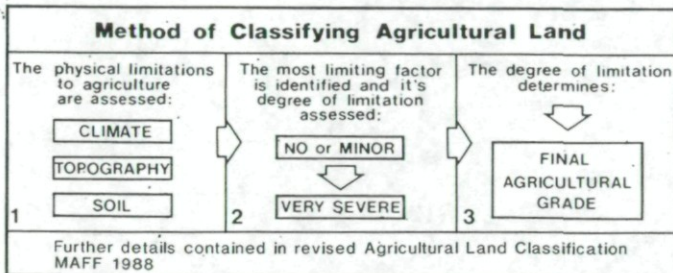 Method of Classifying Agricultural Land
The physical limitations
to agriculture
are assessed:
CLIMATE
TOPOGRAPHY
SOIL
1
The most limiting factor
is identified and it's
degree of limitation
assessed:
NO or MINOR
VERY SEVERE
2
The degree of limitation
determines:
FINAL
AGRICULTURAL
GRADE
3
Further details contained in revised Agricultural Land Classification
MAFF 1988